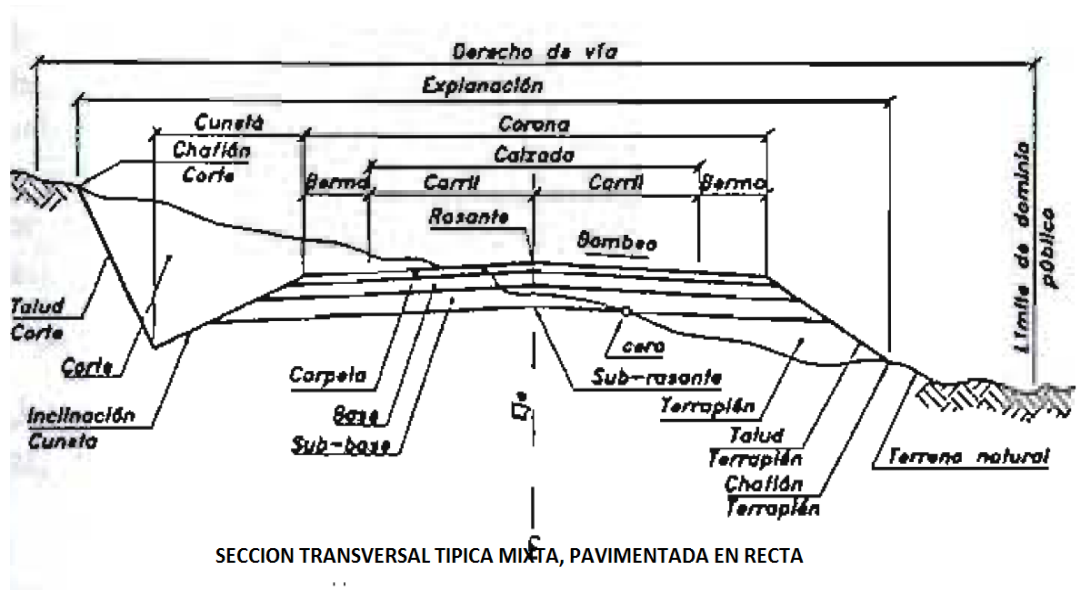 Derecho de vía
Explanación
Cuneta
Corona
Chaflán
Corte
Calzada
Berma
Carril
Carril
Berma
Rasante
Bombeo
Talud
Corte
Corte
Inclinación
Cuneta
Carpeta
Base
Sub-base
cero
Sub-rasante
Terraplén
Talud
Terraplén
Chaflán
Terraplén
Terreno natural
Límite de dominio
público
SECCION TRANSVERSAL TIPICA MIXTA, PAVIMENTADA EN RECTA